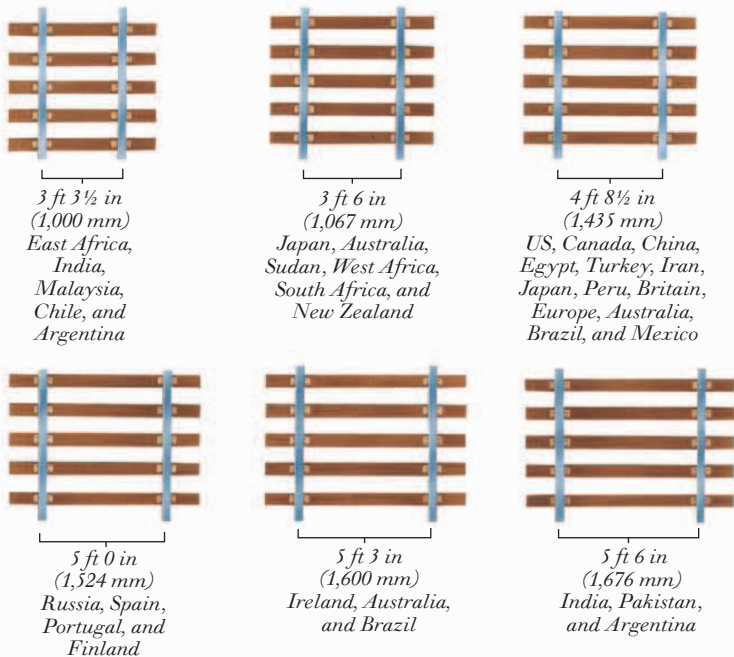 3 ft 3½ in
(1,000 mm)
East Africa,
India,
Malaysia,
Chile, and
Argentina
3 ft 6 in
(1,067 mm)
Japan, Australia,
Sudan, West Africa,
South Africa, and
New Zealand
4 ft 8½ in
(1,435 mm)
US, Canada, China,
Egypt, Turkey, Iran,
Japan, Peru, Britain,
Europe, Australia,
Brazil, and Mexico
5 ft 0 in
(1,524 mm)
Russia, Spain,
Portugal, and
Finland
5 ft 3 in
(1,600 mm)
Ireland, Australia,
and Brazil
5 ft 6 in
(1,676 mm)
India, Pakistan,
and Argentina